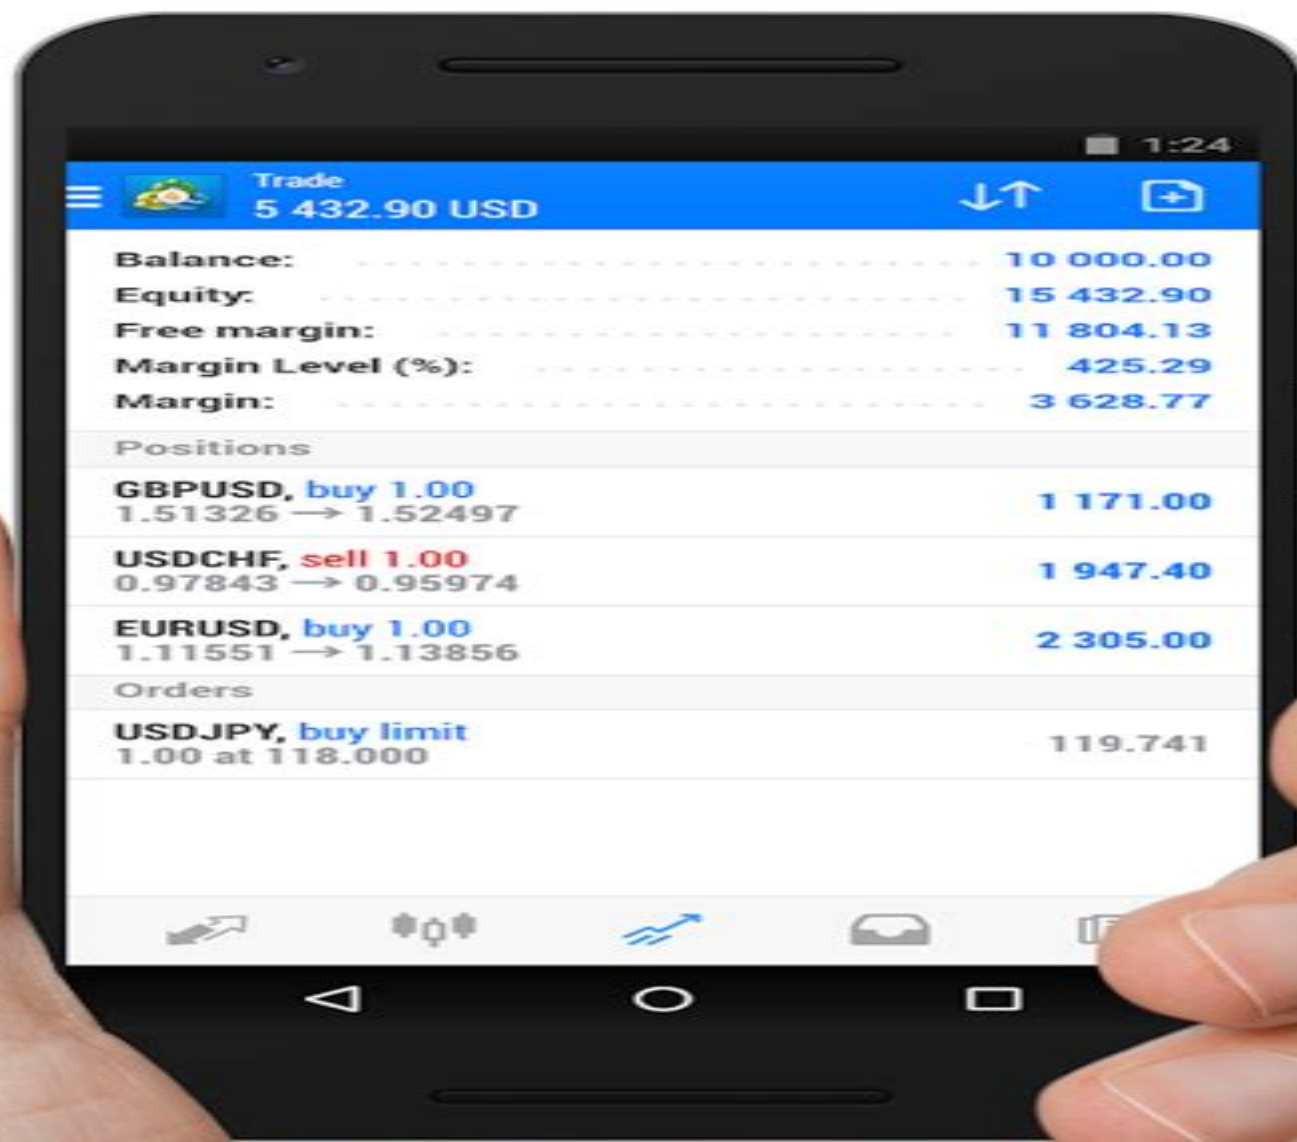 1:24
Trade
5 432.90 USD
Balance: 10 000.00
Equity: 15 432.90
Free margin: 11 804.13
Margin Level (%): 425.29
Margin: 3 628.77
Positions
GBPUSD, buy 1.00
1.51326 → 1.52497 1 171.00
USDCHF, sell 1.00
0.97843 → 0.95974 1 947.40
EURUSD, buy 1.00
1.11551 → 1.13856 2 305.00
Orders
USDJPY, buy limit
1.00 at 118.000 119.741